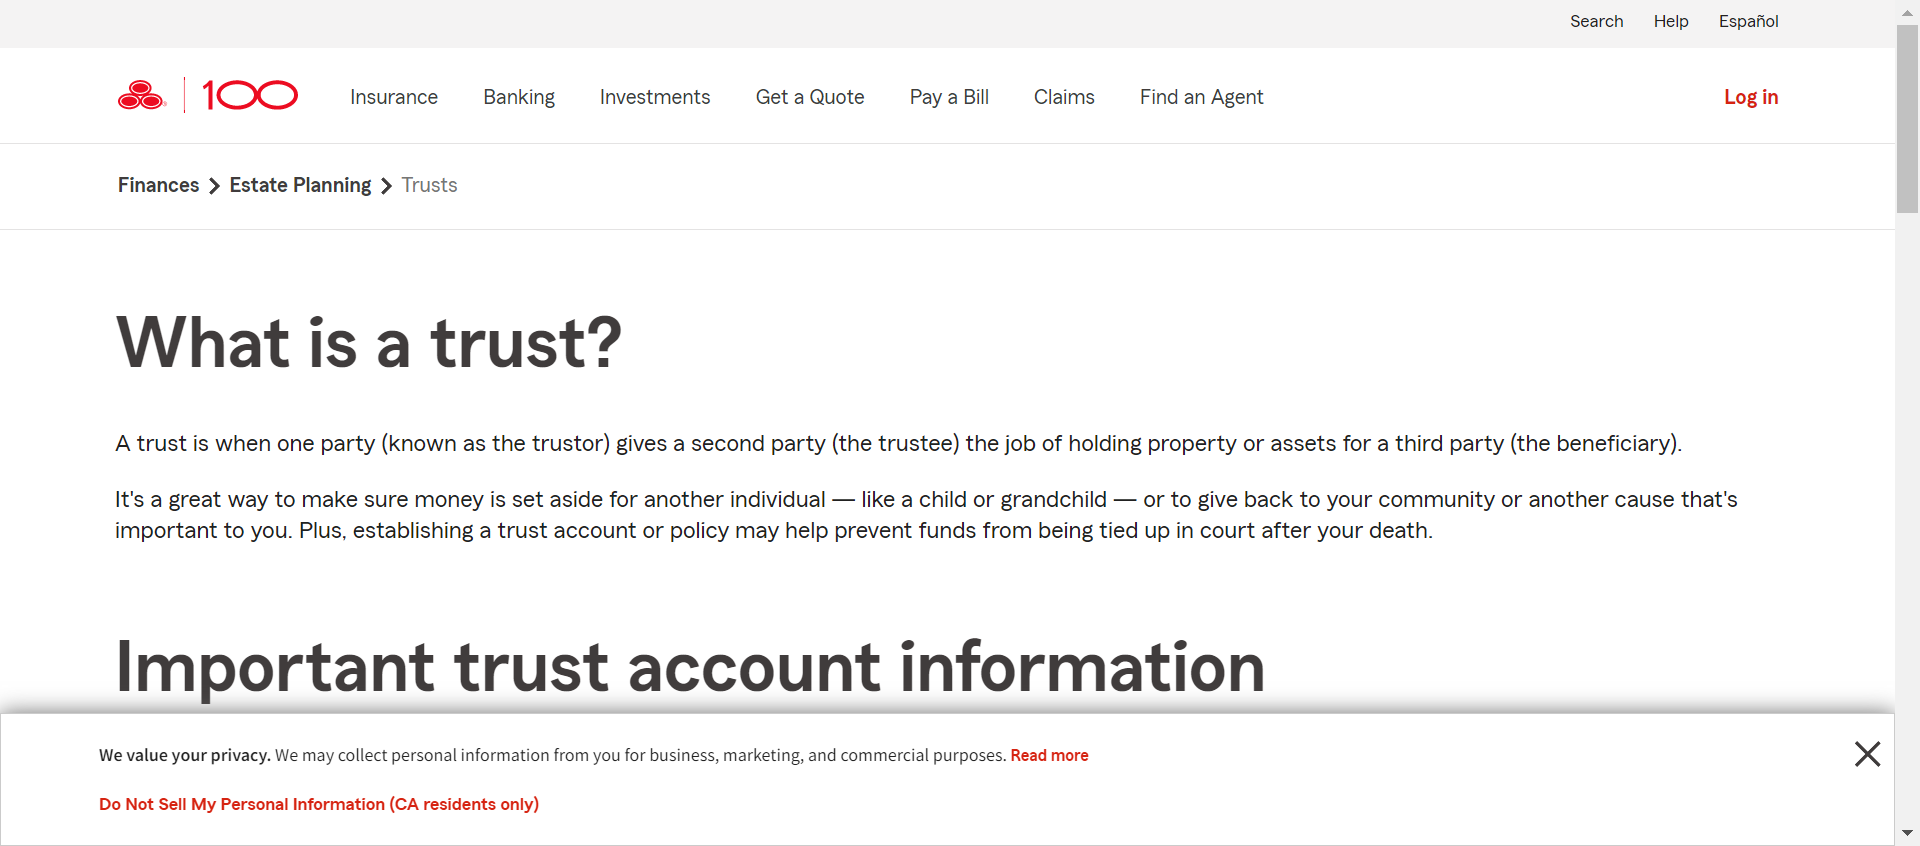 Search Help Español
100 Insurance Banking Investments Get a Quote Pay a Bill Claims Find an Agent Log in
Finances Estate Planning Trusts
What is a trust?
A trust is when one party (known as the trustor) gives a second party (the trustee) the job of holding property or assets for a third party (the beneficiary).
It's a great way to make sure money is set aside for another individual — like a child or grandchild — or to give back to your community or another cause that's
important to you. Plus, establishing a trust account or policy may help prevent funds from being tied up in court after your death.
Important trust account information
We value your privacy. We may collect personal information from you for business, marketing, and commercial purposes. Read more
Do Not Sell My Personal Information (CA residents only)